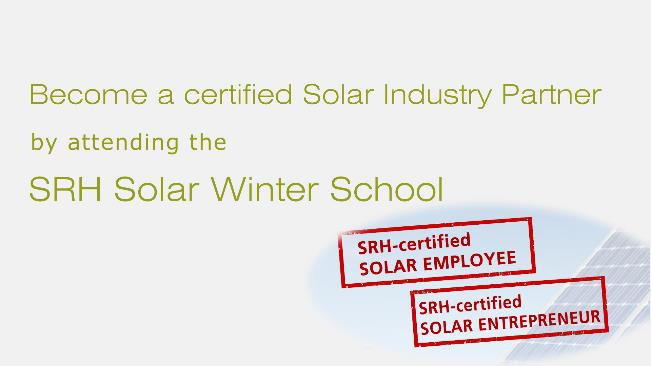 Become a certified Solar Industry Partner
by attending the
SRH Solar Winter School
SRH-certified
SOLAR EMPLOYEE
SRH-certified
SOLAR ENTREPRENEUR